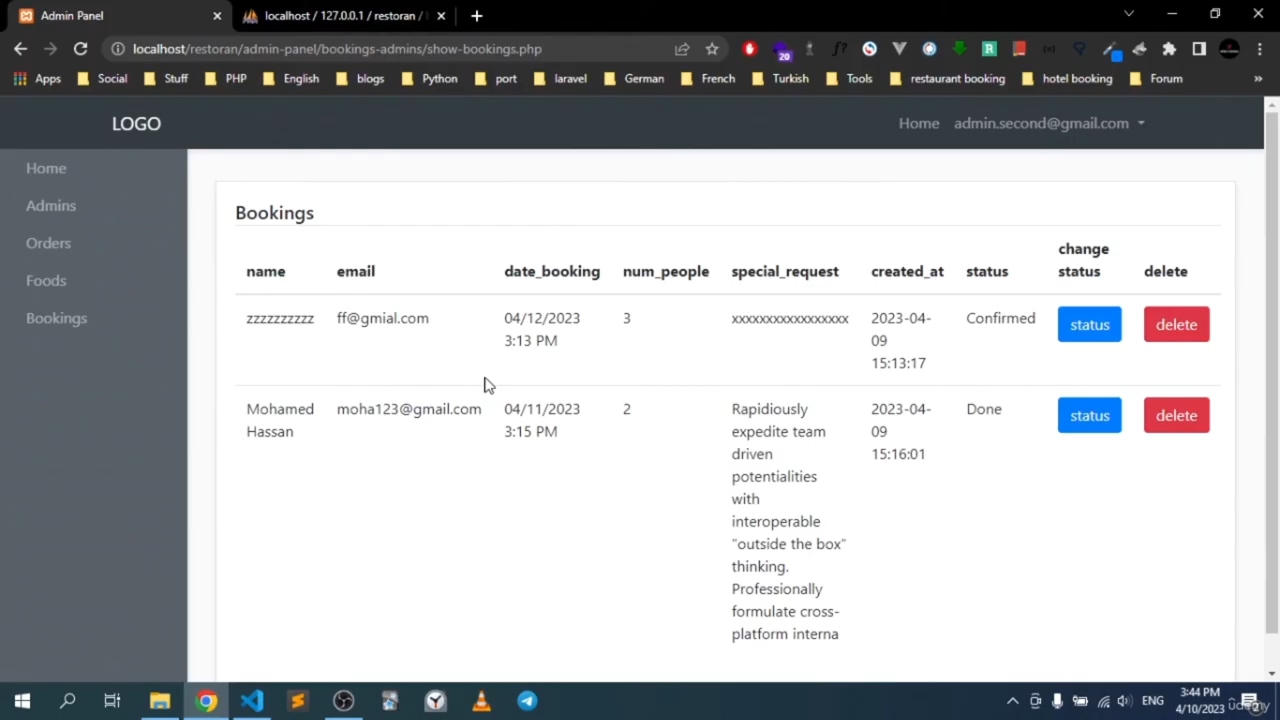 Admin Panel
localhost / 127.0.0.1 / restoran /
localhost/restoran/admin-panel/bookings-admins/show-bookings.php
20
Apps Social Stuff PHP English blogs Python port laravel German French Turkish Tools restaurant booking hotel booking Forum
LOGO
Home admin.second@gmail.com
Home
Admins
Orders
Foods
Bookings
Bookings
name email date_booking num_people special_request created_at status change status delete
zzzzzzzzzz ff@gmial.com 04/12/2023 3 xxxxxxxxxxxxxxxxx 2023-04- Confirmed status delete
3:13 PM 09
15:13:17
Mohamed moha123@gmail.com 04/11/2023 2 Rapidiously 2023-04- Done status delete
Hassan 3:15 PM expedite team 09
driven 15:16:01
potentialities
with
interoperable
"outside the box"
thinking.
Professionally
formulate cross-
platform interna
ENG
3:44 PM
4/10/2023
udemy